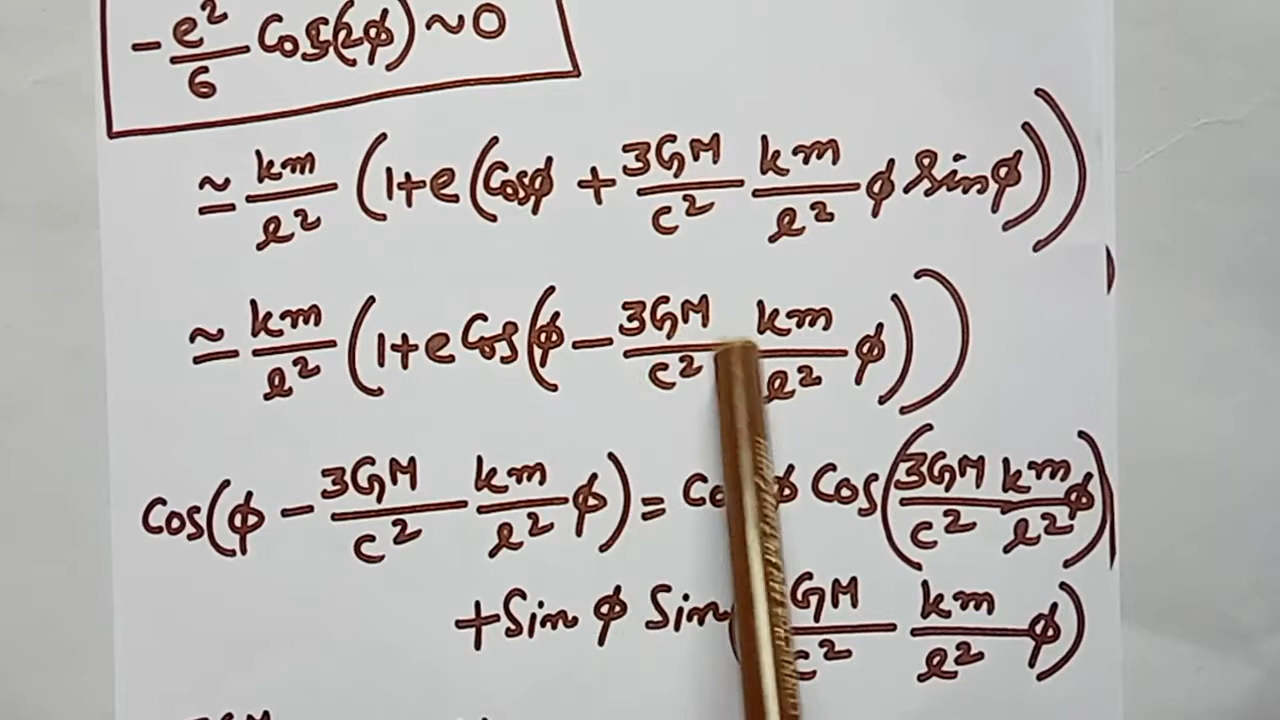 - e²/6 Cos(2φ) ~ 0
≃ km/ℓ² (1+e(Cosφ + 3GM/c² km/ℓ² φ Sinφ))
≃ km/ℓ² (1+e Cos(φ - 3GM/c² km/ℓ² φ))
Cos(φ - 3GM/c² km/ℓ² φ) = φ Cos(3GM/c² km/ℓ² φ)
+ Sin φ Sin( GM/c² km/ℓ² φ)